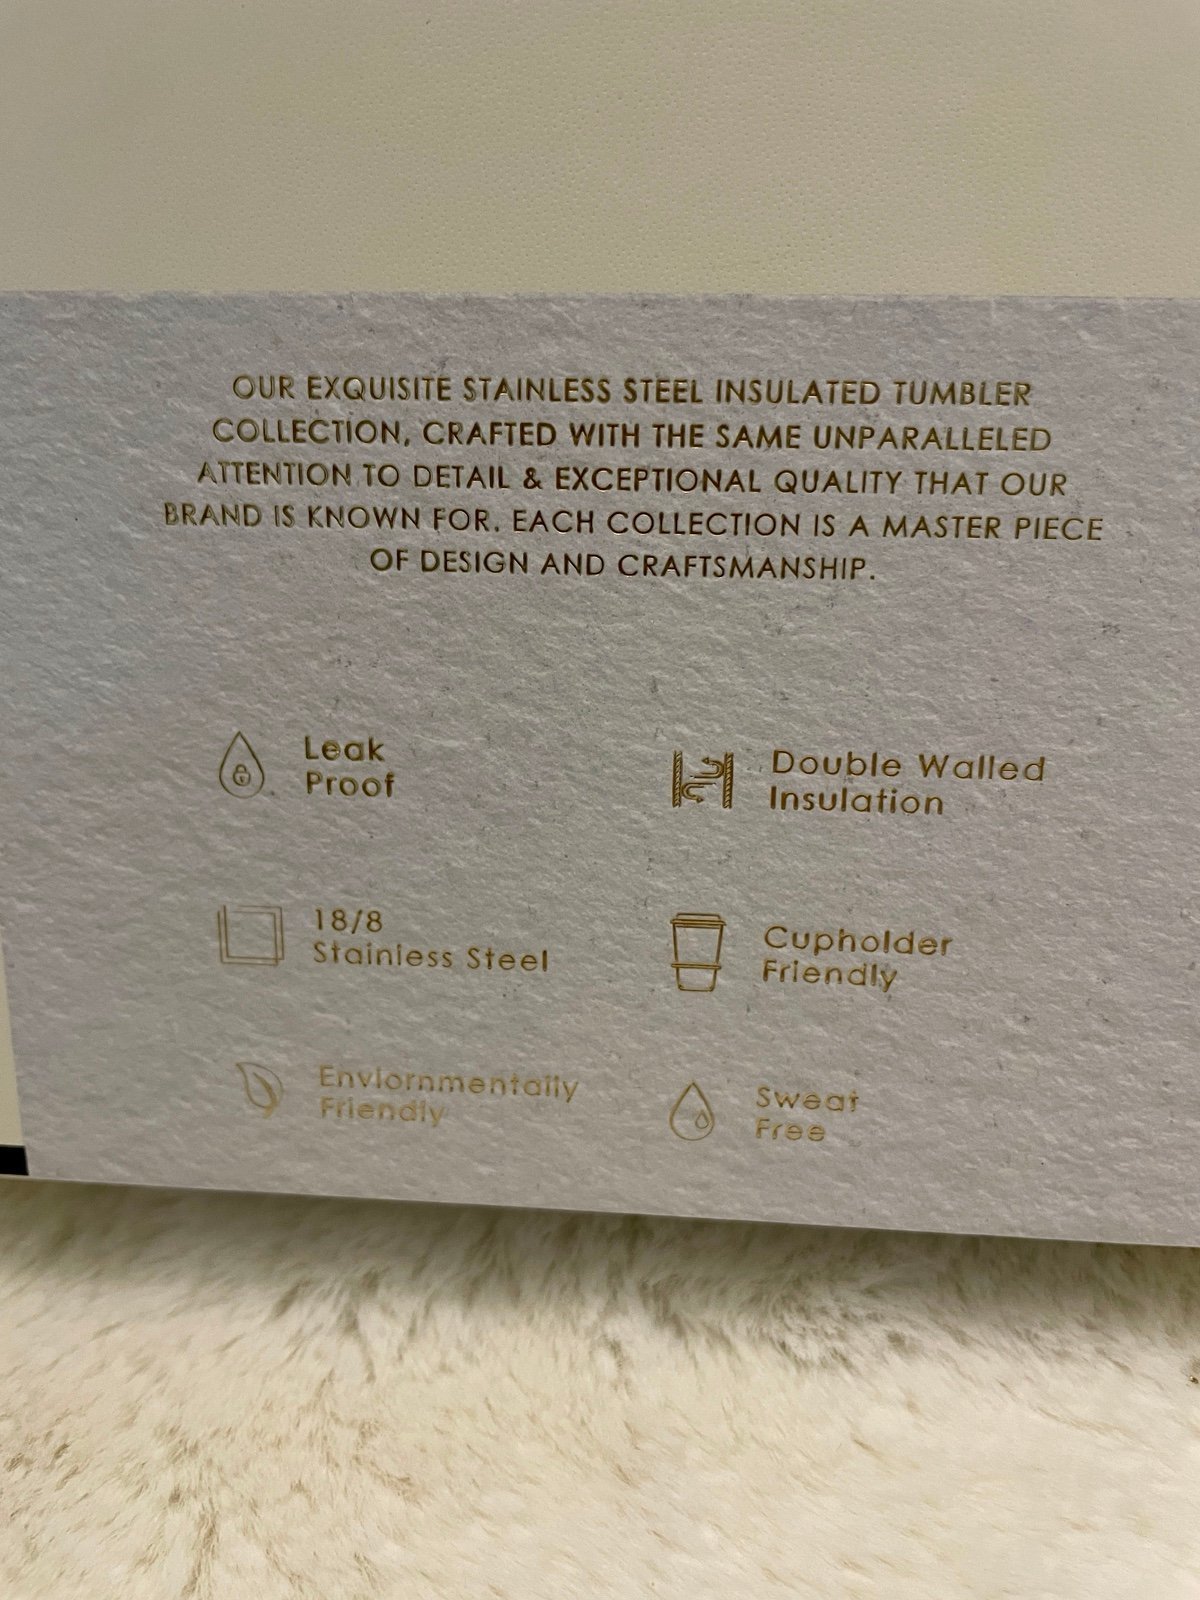 OUR EXQUISITE STAINLESS STEEL INSULATED TUMBLER
COLLECTION, CRAFTED WITH THE SAME UNPARALLELED
ATTENTION TO DETAIL & EXCEPTIONAL QUALITY THAT OUR
BRAND IS KNOWN FOR. EACH COLLECTION IS A MASTER PIECE
OF DESIGN AND CRAFTSMANSHIP.
Leak
Proof
Double Walled
Insulation
18/8
Stainless Steel
Cupholder
Friendly
Enviornmentally
Friendly
Sweat
Free